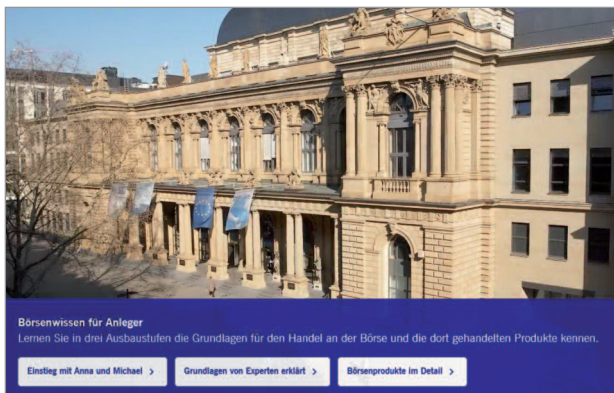 Börsenwissen für Anleger
Lernen Sie in drei Ausbaustufen die Grundlagen für den Handel an der Börse und die dort gehandelten Produkte kennen.
Einstieg mit Anna und Michael >
Grundlagen von Experten erklärt >
Börsenprodukte im Detail >